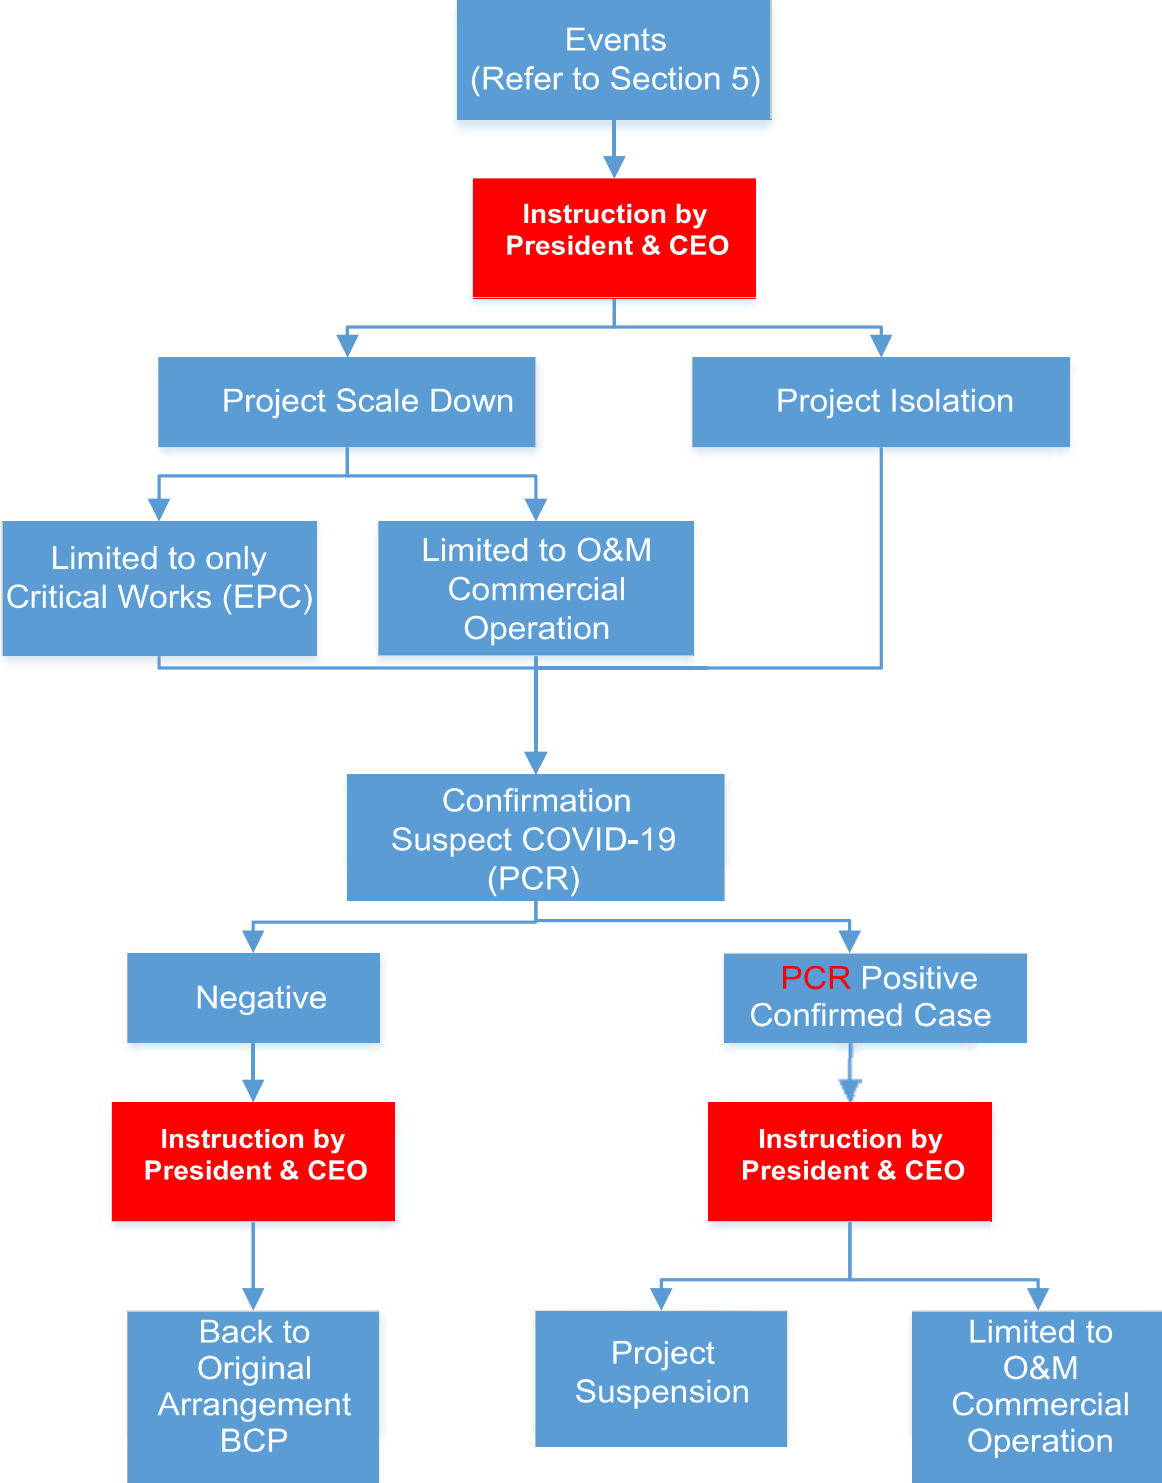 Events
(Refer to Section 5)
Instruction by
President & CEO
Project Scale Down
Project Isolation
Limited to only
Critical Works (EPC)
Limited to O&M
Commercial
Operation
Confirmation
Suspect COVID-19
(PCR)
Negative
PCR Positive
Confirmed Case
Instruction by
President & CEO
Instruction by
President & CEO
Back to
Original
Arrangement
BCP
Project
Suspension
Limited to
O&M
Commercial
Operation